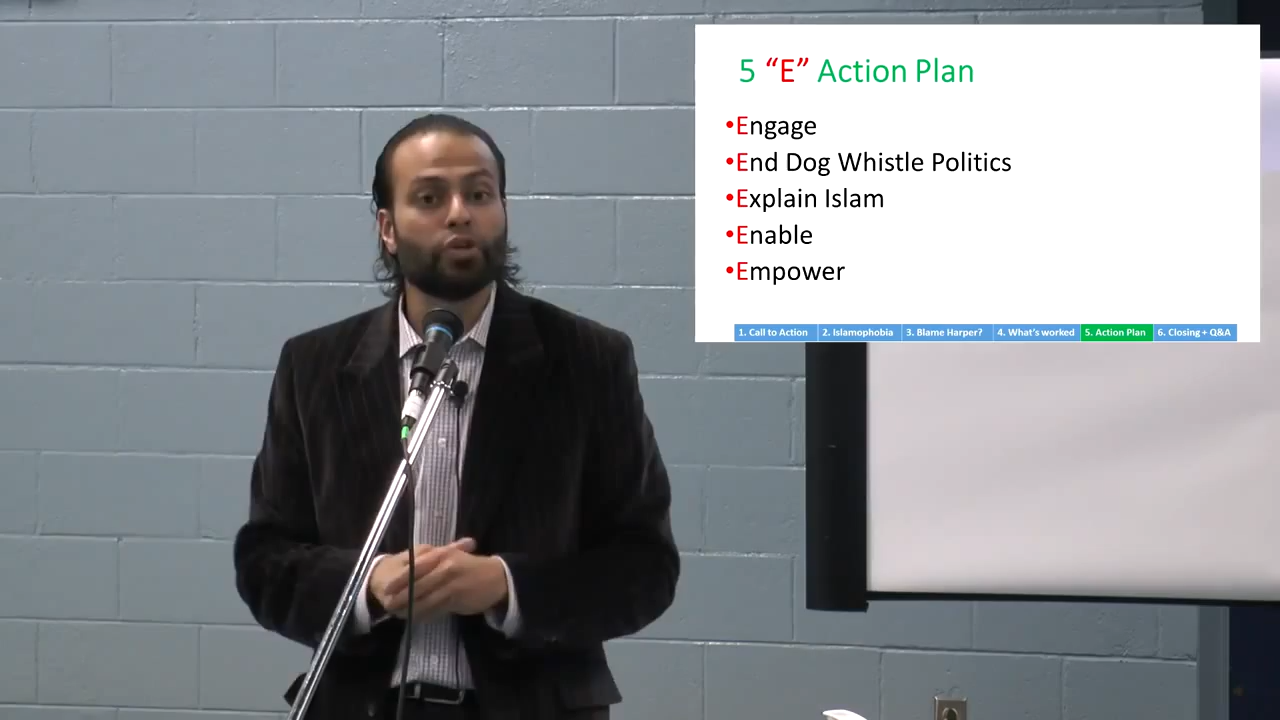 5 “E” Action Plan
•Engage
•End Dog Whistle Politics
•Explain Islam
•Enable
•Empower
1. Call to Action 2. Islamophobia 3. Blame Harper? 4. What's worked 5. Action Plan 6. Closing + Q&A